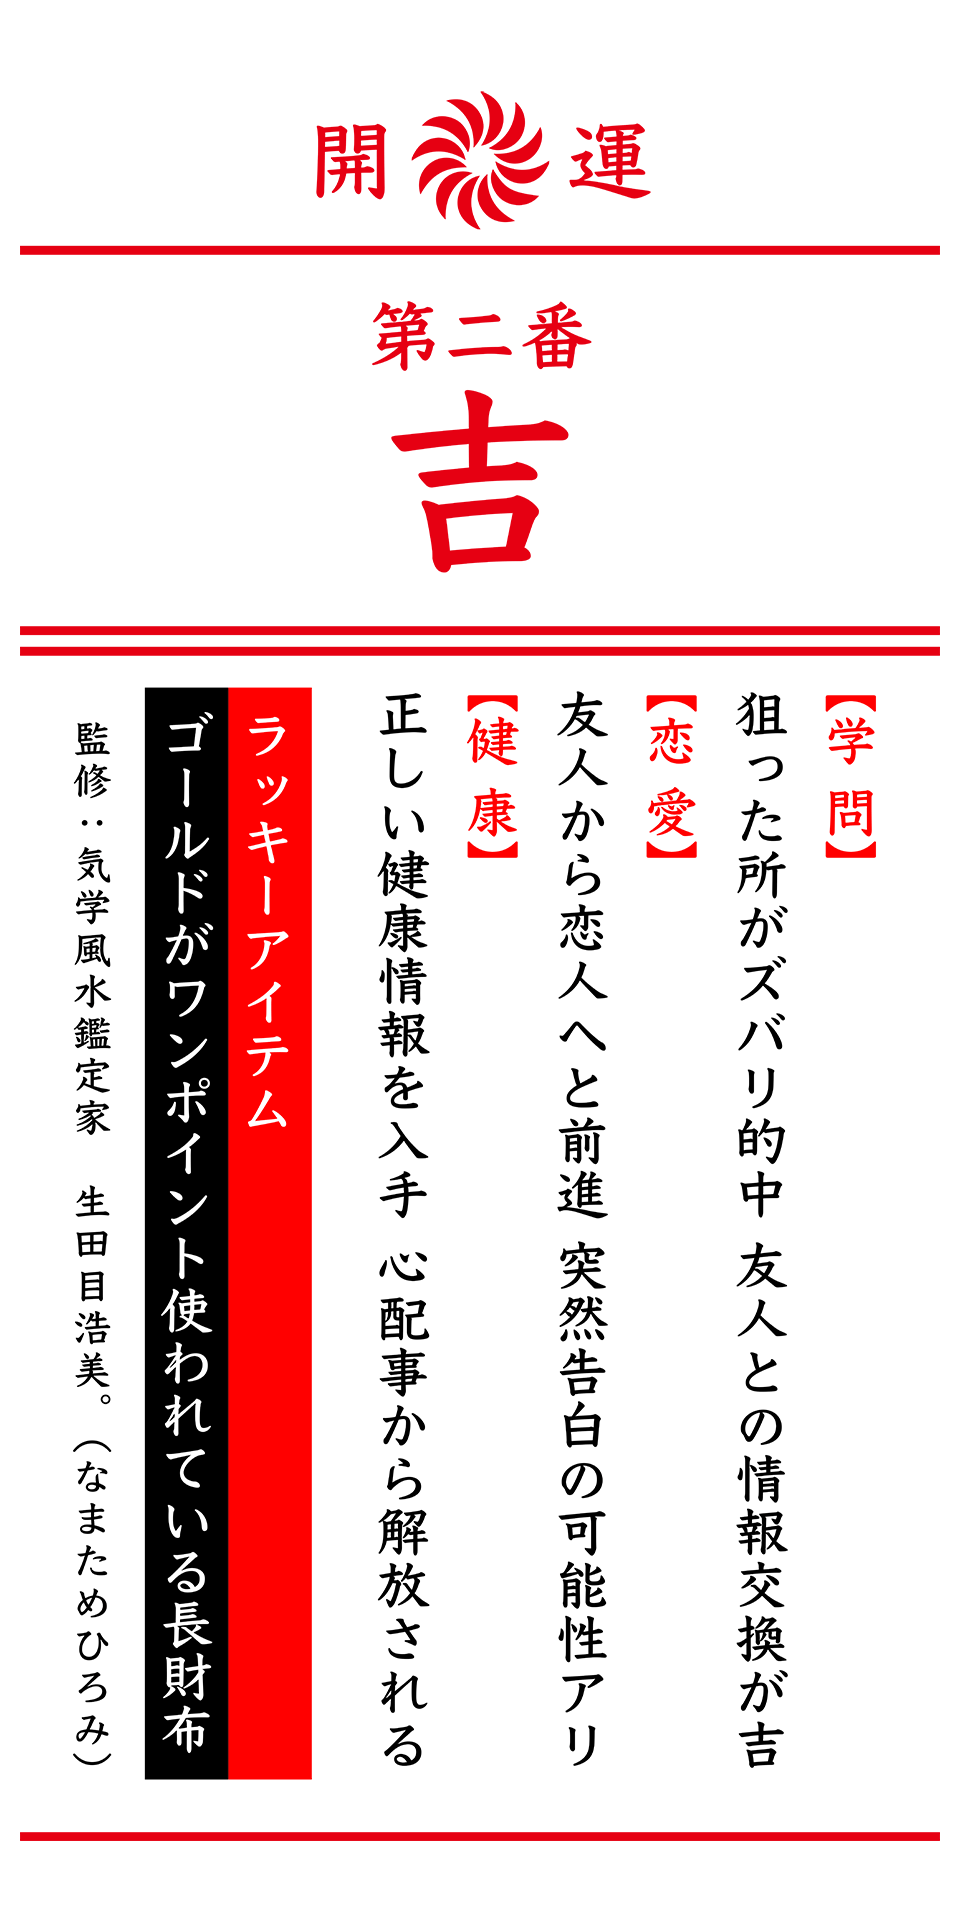 開運
第二番
吉
【学問】
狙った所がズバリ的中 友人との情報交換が吉
【恋愛】
友人から恋人へと前進 突然告白の可能性アリ
【健康】
正しい健康情報を入手 心配事から解放される
ラッキーアイテム
ゴールドがワンポイント使われている長財布
監修：気学風水鑑定家　生田目浩美。（なまためひろみ）